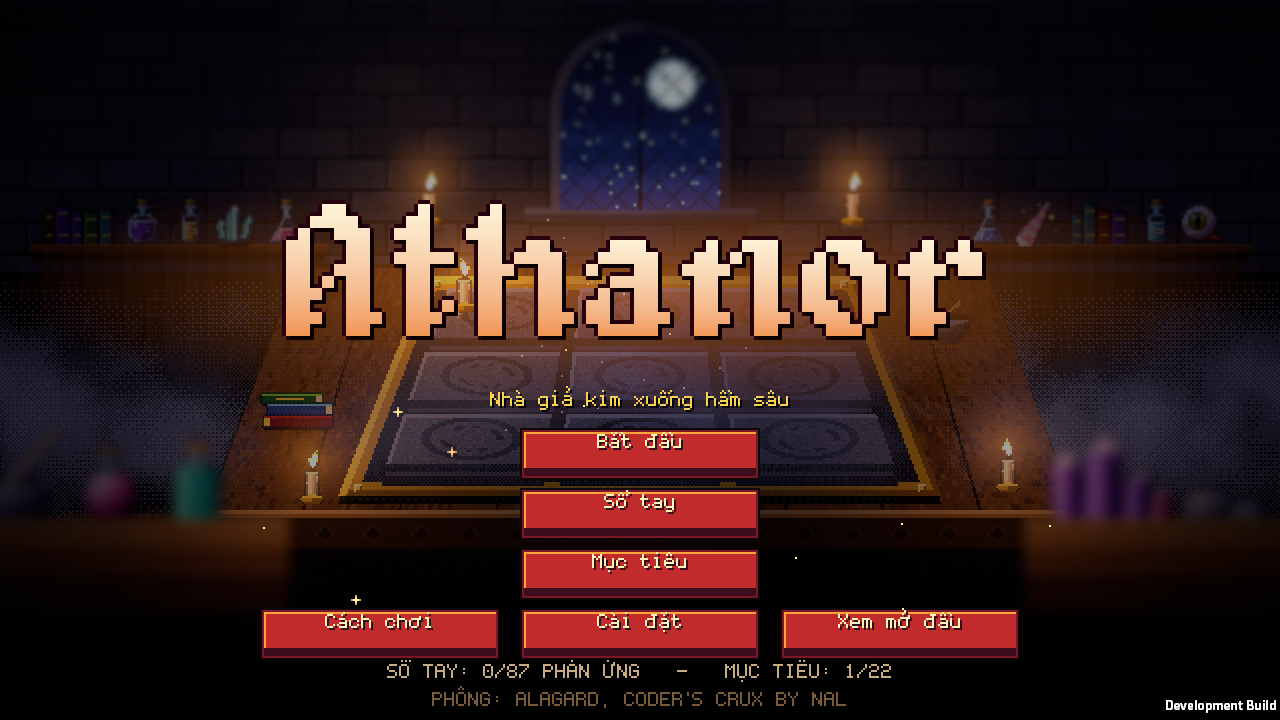 Athanor
Nhà giả kim xuống hầm sâu
Bắt đầu
Sổ tay
Mục tiêu
Cách chơi
Cài đặt
Xem mở đầu
SỔ TAY: 0/87 PHẢN ỨNG – MỤC TIÊU: 1/22
PHÔNG: ALAGARD, CODER'S CRUX BY NAL
Development Build